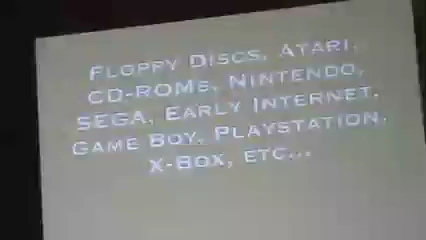 Floppy Discs, Atari,
CD-ROMs, Nintendo,
SEGA, Early Internet,
Game Boy, Playstation,
X-Box, etc...